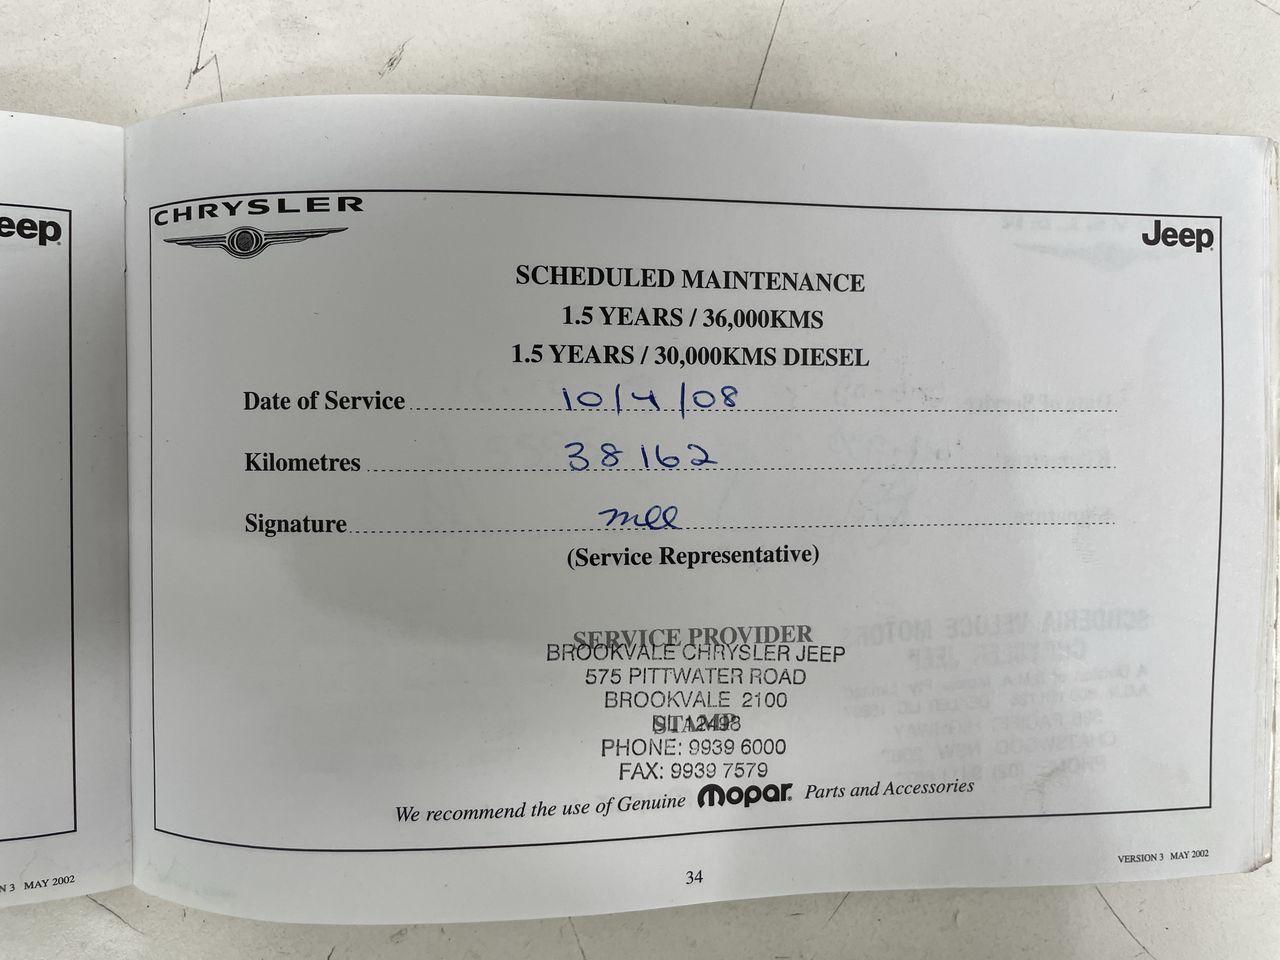 eep
N 3 MAY 2002
CHRYSLER
Jeep
SCHEDULED MAINTENANCE
1.5 YEARS / 36,000KMS
1.5 YEARS / 30,000KMS DIESEL
Date of Service 10/4/08
Kilometres 38162
Signature
(Service Representative)
SERVICE PROVIDER
BROOKVALE CHRYSLER JEEP
575 PITTWATER ROAD
BROOKVALE 2100
STAMP
12498
PHONE: 9939 6000
FAX: 9939 7579
We recommend the use of Genuine Mopar Parts and Accessories
34
VERSION 3 MAY 2002